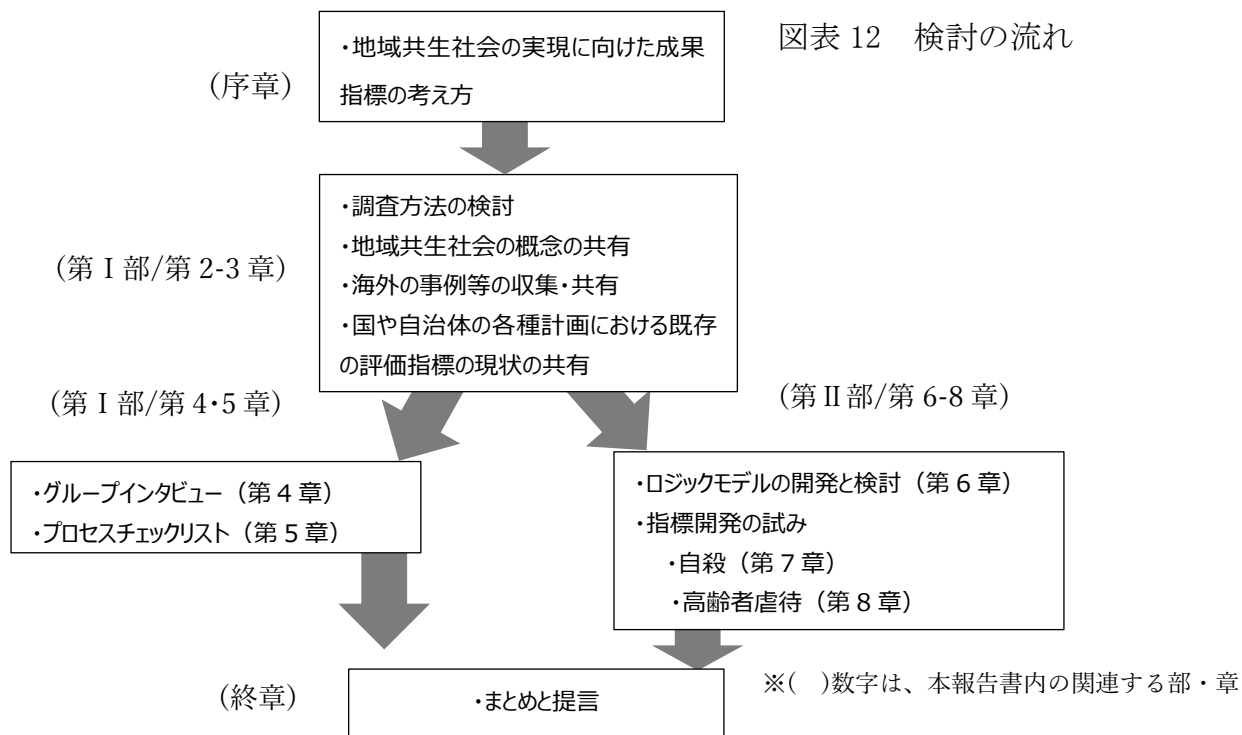 図表 12　検討の流れ
(序章)
・地域共生社会の実現に向けた成果
指標の考え方
(第Ⅰ部/第 2-3 章)
・調査方法の検討
・地域共生社会の概念の共有
・海外の事例等の収集・共有
・国や自治体の各種計画における既存
の評価指標の現状の共有
(第Ⅰ部/第 4・5 章)
・グループインタビュー（第 4 章）
・プロセスチェックリスト（第 5 章）
(第Ⅱ部/第 6-8 章)
・ロジックモデルの開発と検討（第 6 章）
・指標開発の試み
・自殺（第 7 章）
・高齢者虐待（第 8 章）
(終章)
・まとめと提言
※(　)数字は、本報告書内の関連する部・章